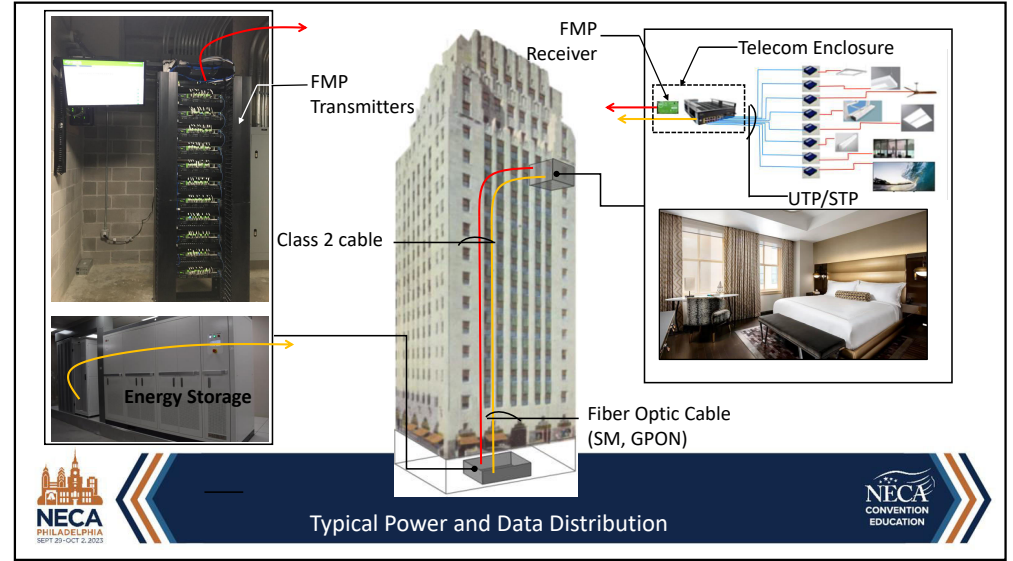 FMP
Transmitters
Energy Storage
Class 2 cable
FMP
Receiver
Telecom Enclosure
UTP/STP
Fiber Optic Cable
(SM, GPON)
NECA
PHILADELPHIA
SEPT 29-OCT 2, 2023
Typical Power and Data Distribution
NECA
CONVENTION
EDUCATION